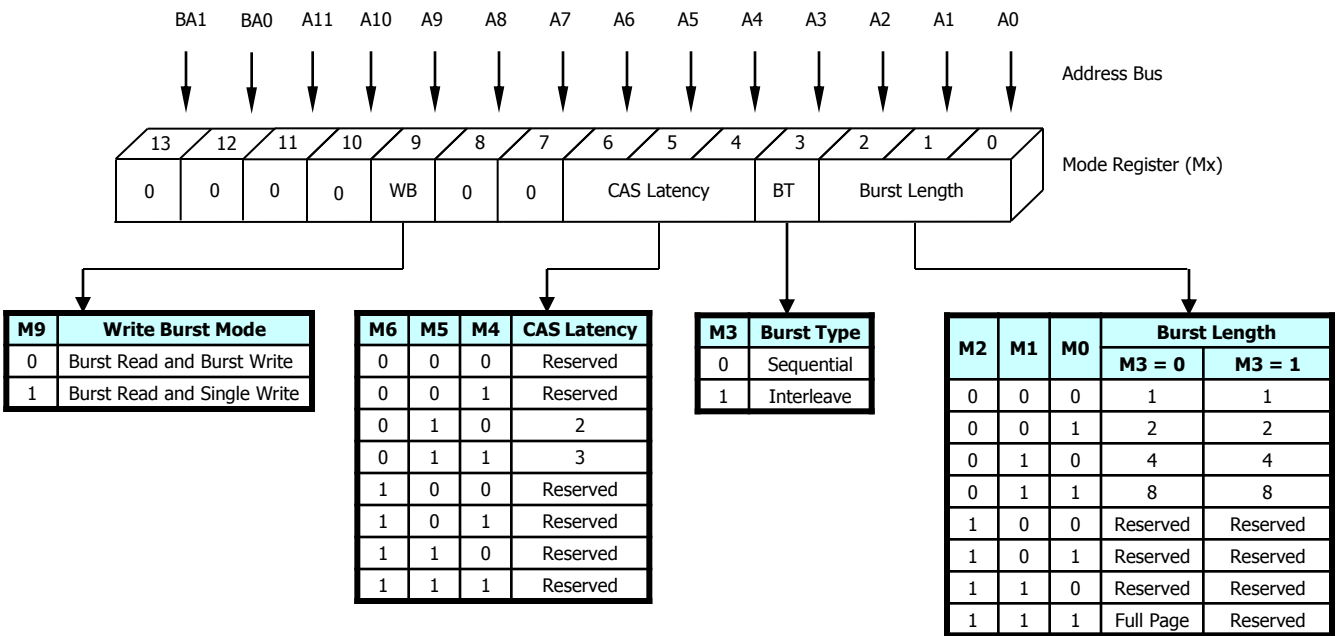 BA1 BA0 A11 A10 A9 A8 A7 A6 A5 A4 A3 A2 A1 A0
Address Bus
13 12 11 10 9 8 7 6 5 4 3 2 1 0
Mode Register (Mx)
0 0 0 0 WB 0 0 CAS Latency BT Burst Length
M9 Write Burst Mode
0 Burst Read and Burst Write
1 Burst Read and Single Write
M6 M5 M4 CAS Latency
0 0 0 Reserved
0 0 1 Reserved
0 1 0 2
0 1 1 3
1 0 0 Reserved
1 0 1 Reserved
1 1 0 Reserved
1 1 1 Reserved
M3 Burst Type
0 Sequential
1 Interleave
M2 M1 M0 Burst Length
M3 = 0 M3 = 1
0 0 0 1 1
0 0 1 2 2
0 1 0 4 4
0 1 1 8 8
1 0 0 Reserved Reserved
1 0 1 Reserved Reserved
1 1 0 Reserved Reserved
1 1 1 Full Page Reserved